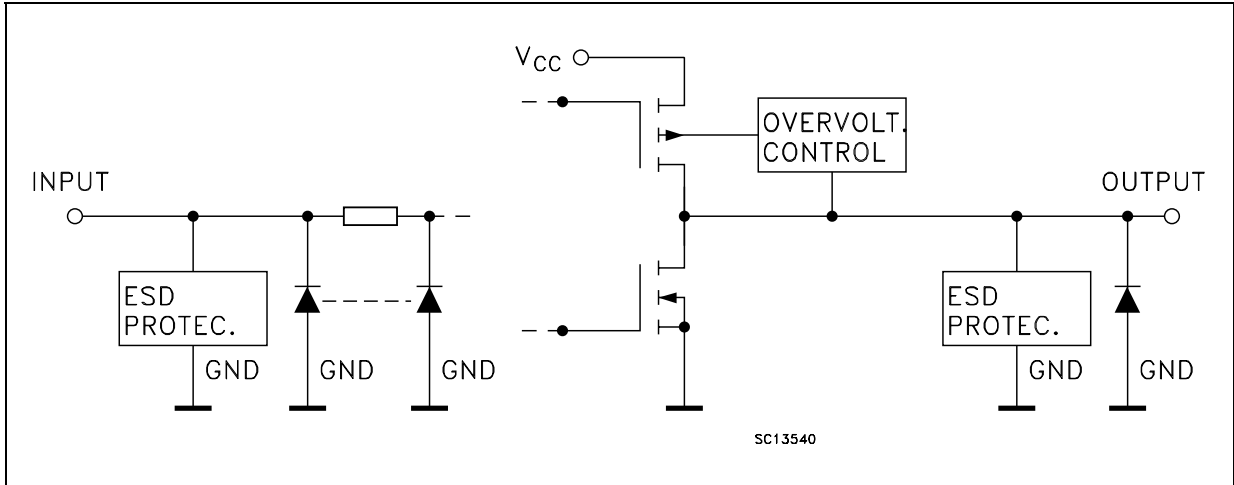 VCC
OVERVOLT.
CONTROL
INPUT
OUTPUT
ESD
PROTEC.
GND
GND
GND
ESD
PROTEC.
GND
GND
SC13540